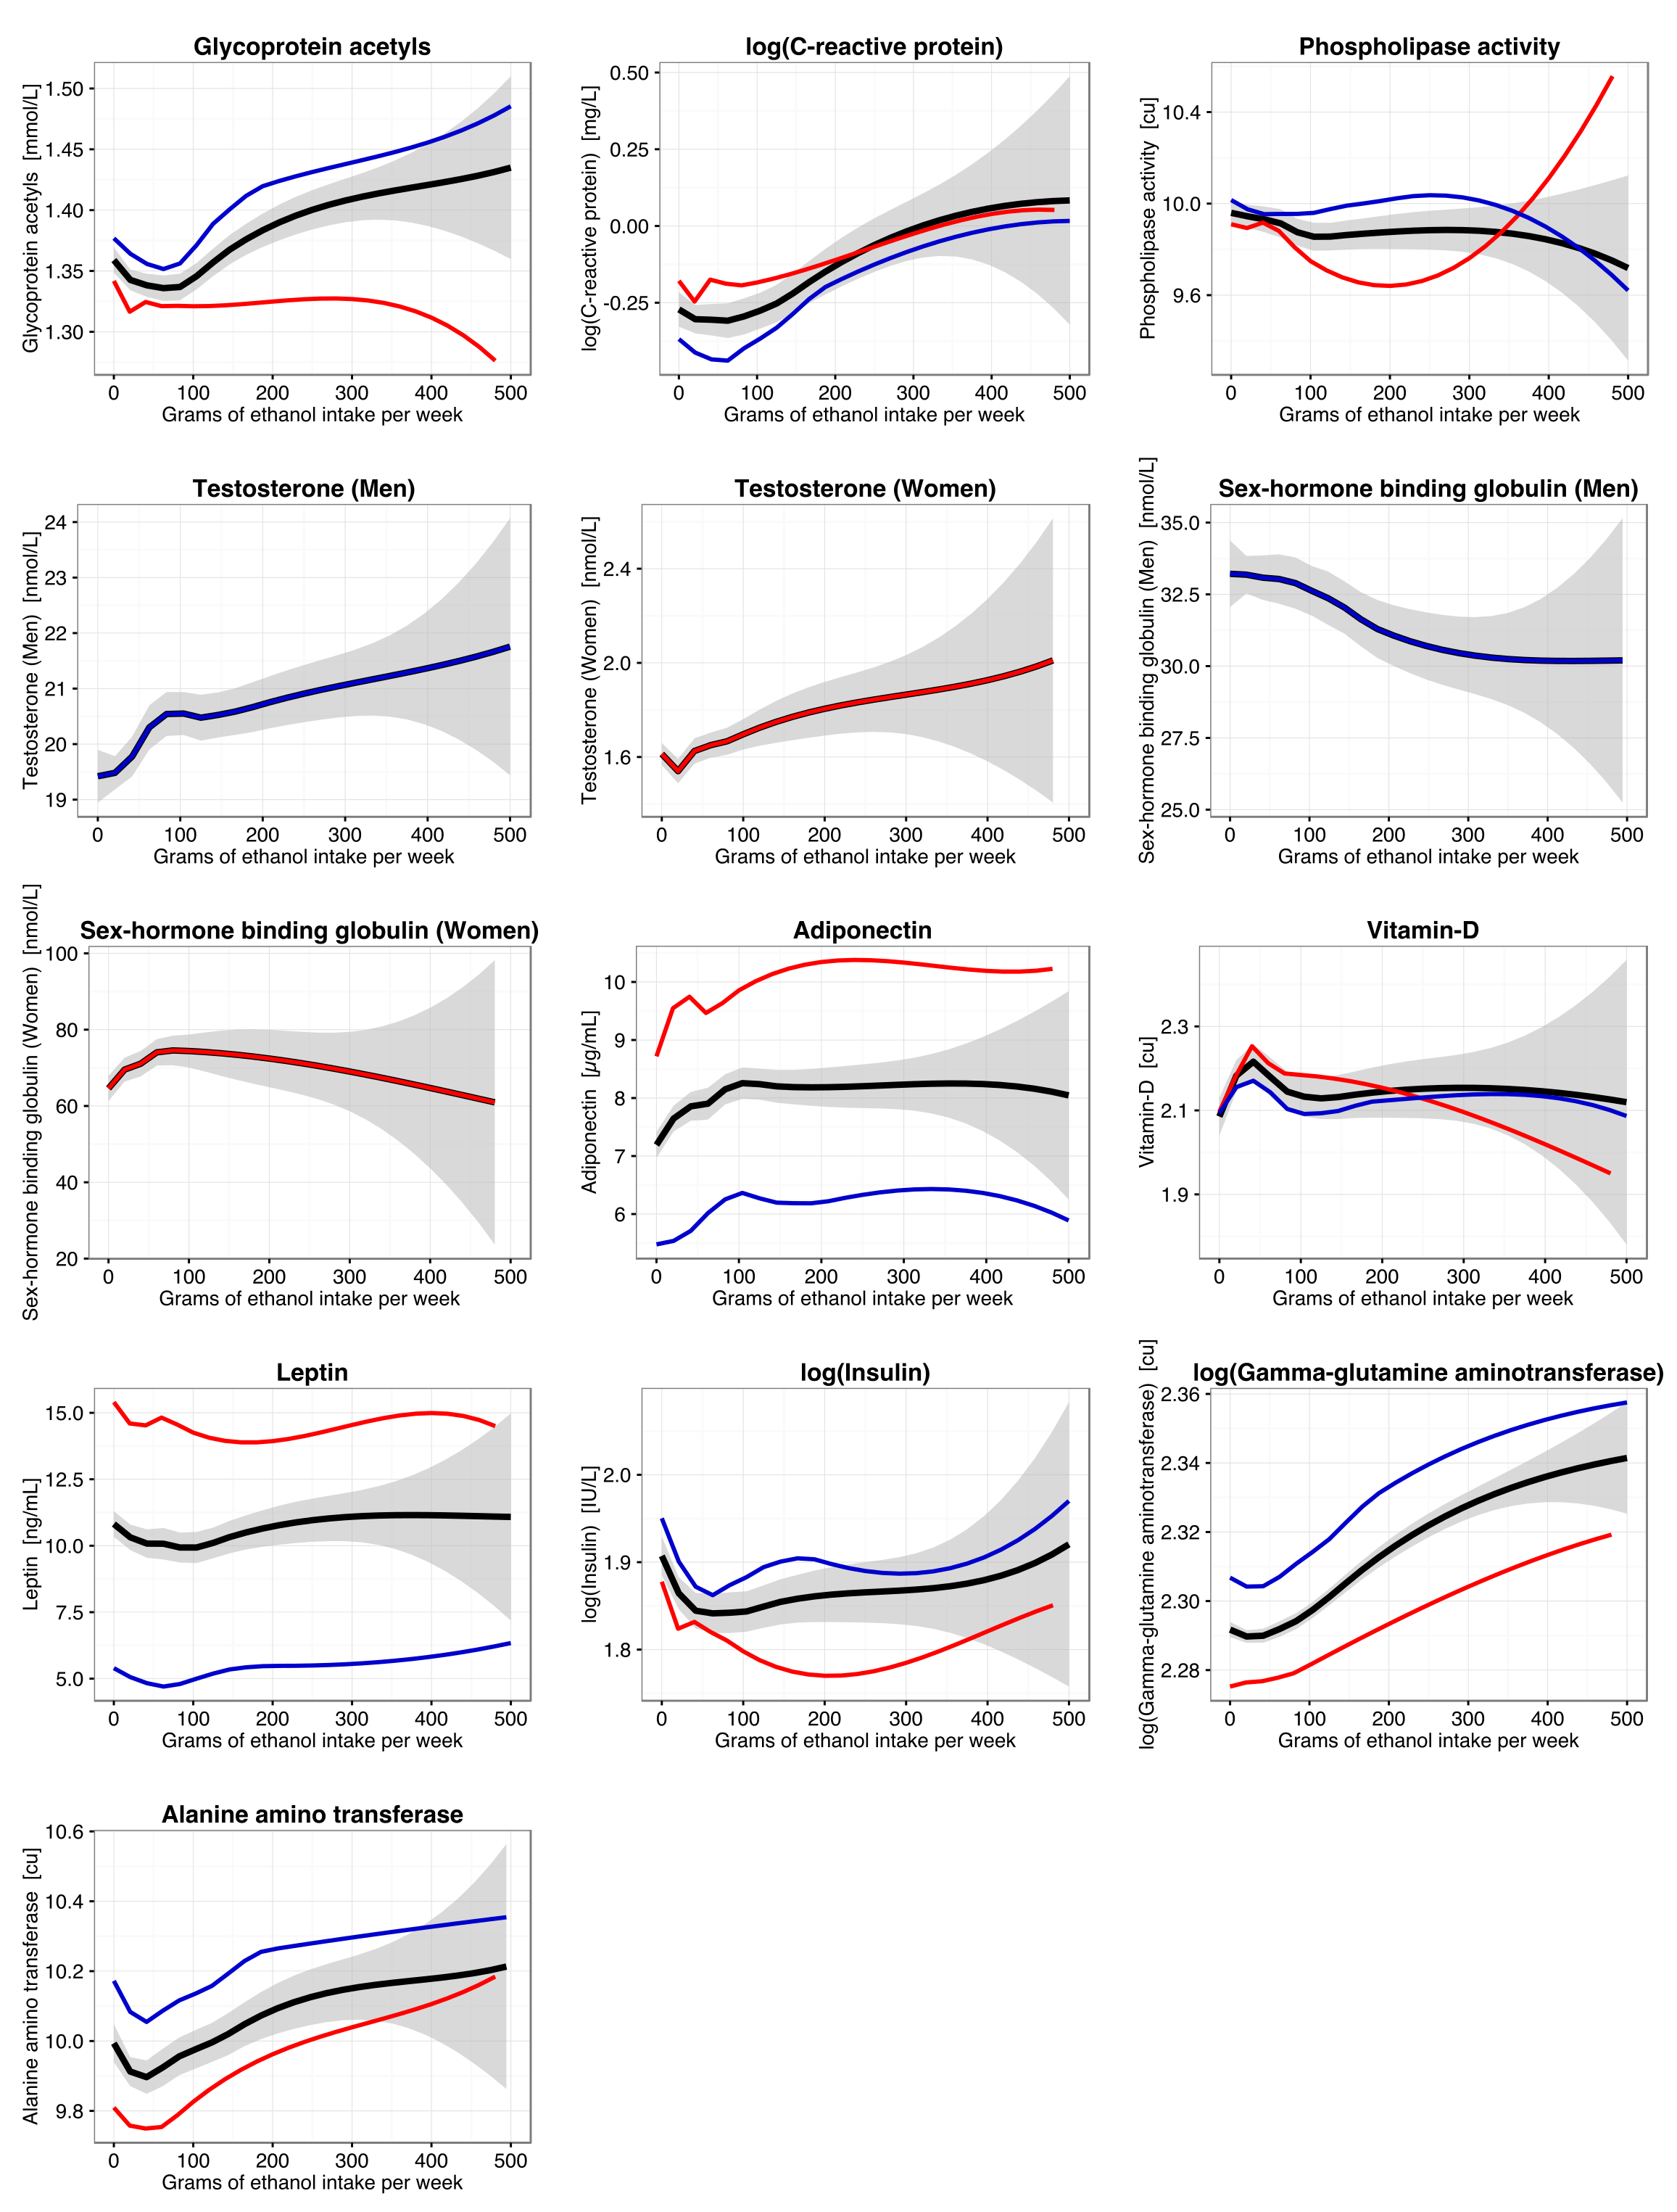 Glycoprotein acetyls
Glycoprotein acetyls [mmol/L]
1.50
1.45
1.40
1.35
1.30
0 100 200 300 400 500
Grams of ethanol intake per week
log(C-reactive protein)
log(C-reactive protein) [mg/L]
0.50
0.25
0.00
-0.25
0 100 200 300 400 500
Grams of ethanol intake per week
Phospholipase activity
Phospholipase activity [cu]
10.4
10.0
9.6
0 100 200 300 400 500
Grams of ethanol intake per week
Testosterone (Men)
Testosterone (Men) [nmol/L]
24
23
22
21
20
19
0 100 200 300 400 500
Grams of ethanol intake per week
Testosterone (Women)
Testosterone (Women) [nmol/L]
2.4
2.0
1.6
0 100 200 300 400 500
Grams of ethanol intake per week
Sex-hormone binding globulin (Men)
Sex-hormone binding globulin (Men) [nmol/L]
35.0
32.5
30.0
27.5
25.0
0 100 200 300 400 500
Grams of ethanol intake per week
Sex-hormone binding globulin (Women)
Sex-hormone binding globulin (Women) [nmol/L]
100
80
60
40
20
0 100 200 300 400 500
Grams of ethanol intake per week
Adiponectin
Adiponectin [µg/mL]
10
9
8
7
6
0 100 200 300 400 500
Grams of ethanol intake per week
Vitamin-D
Vitamin-D [cu]
2.3
2.1
1.9
0 100 200 300 400 500
Grams of ethanol intake per week
Leptin
Leptin [ng/mL]
15.0
12.5
10.0
7.5
5.0
0 100 200 300 400 500
Grams of ethanol intake per week
log(Insulin)
log(Insulin) [IU/L]
2.0
1.9
1.8
0 100 200 300 400 500
Grams of ethanol intake per week
log(Gamma-glutamine aminotransferase)
log(Gamma-glutamine aminotransferase) [cu]
2.36
2.34
2.32
2.30
2.28
0 100 200 300 400 500
Grams of ethanol intake per week
Alanine amino transferase
Alanine amino transferase [cu]
10.6
10.4
10.2
10.0
9.8
0 100 200 300 400 500
Grams of ethanol intake per week